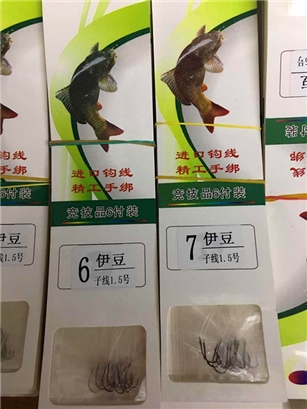 进口钩线
精工手绑
竞技品6付装
6
伊豆
子线1.5号
进口钩线
精工手绑
竞技品6付装
7
伊豆
子线1.5号